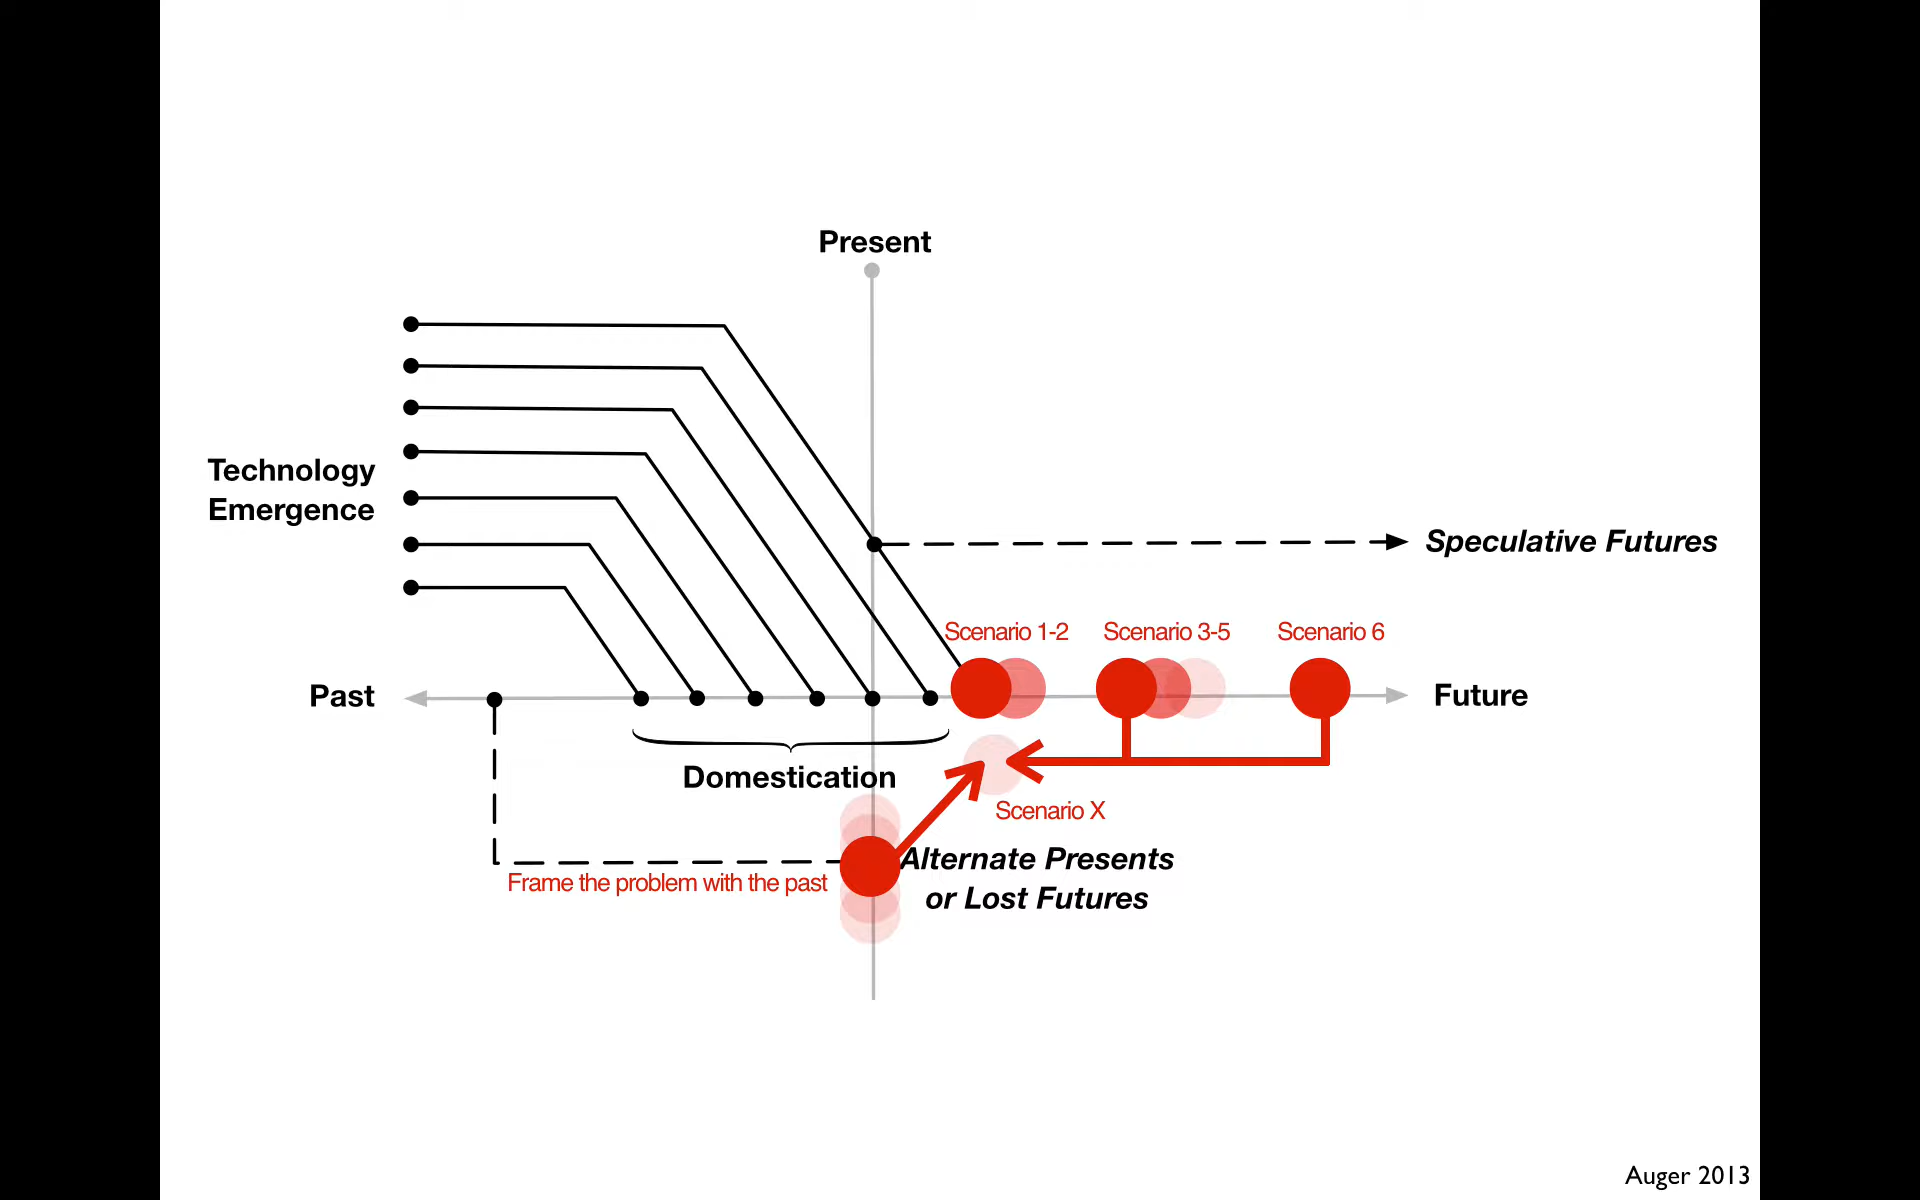 Present
Technology
Emergence
Speculative Futures
Scenario 1-2
Scenario 3-5
Scenario 6
Past
Future
Domestication
Scenario X
Alternate Presents
or Lost Futures
Frame the problem with the past
Auger 2013